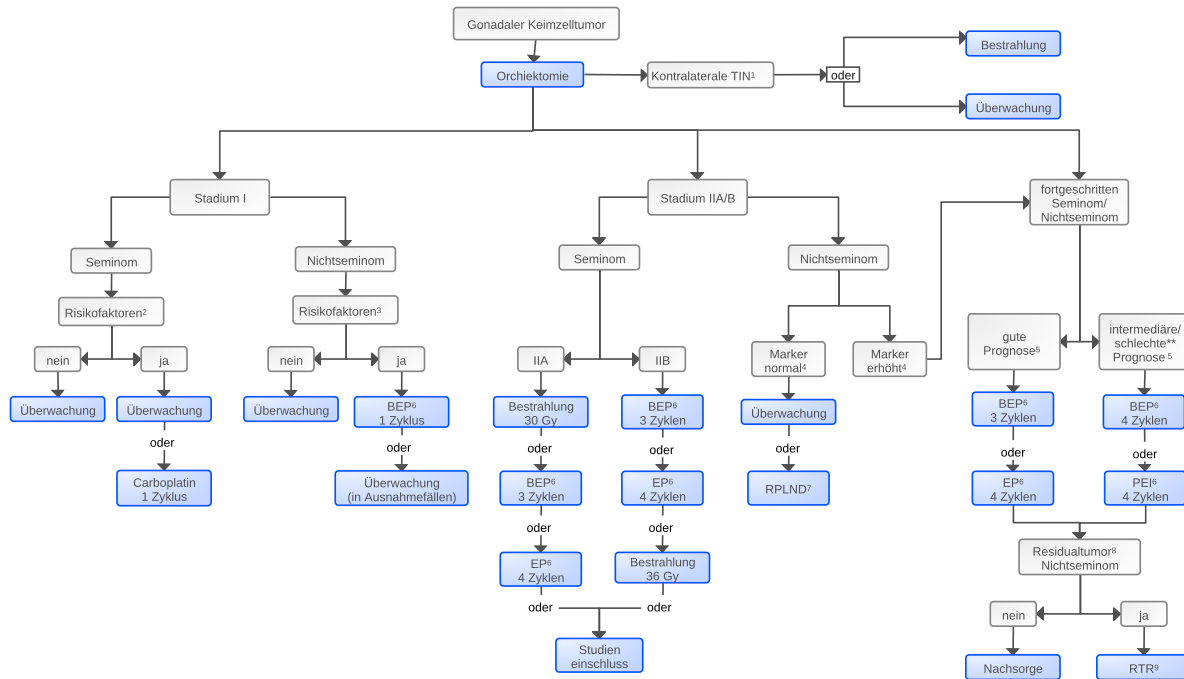 Gonadaler Keimzelltumor
Orchiektomie
Kontralaterale TIN¹
oder
Bestrahlung
Überwachung
Stadium I
Seminom
Risikofaktoren²
nein
ja
Überwachung
Überwachung
oder
Carboplatin
1 Zyklus
Nichtseminom
Risikofaktoren³
nein
ja
Überwachung
BEP⁶
1 Zyklus
oder
Überwachung
(in Ausnahmefällen)
Stadium IIA/B
Seminom
IIA
IIB
Bestrahlung
30 Gy
oder
BEP⁶
3 Zyklen
oder
EP⁶
4 Zyklen
oder
BEP⁶
3 Zyklen
oder
EP⁶
4 Zyklen
oder
Bestrahlung
36 Gy
oder
Studien
einschluss
Nichtseminom
Marker
normal⁴
Marker
erhöht⁴
Überwachung
oder
RPLND⁷
fortgeschritten
Seminom/
Nichtseminom
gute
Prognose⁵
intermediäre/
schlechte**
Prognose ⁵
BEP⁶
3 Zyklen
oder
EP⁶
4 Zyklen
BEP⁶
4 Zyklen
oder
PEI⁶
4 Zyklen
Residualtumor⁸
Nichtseminom
nein
ja
Nachsorge
RTR⁹